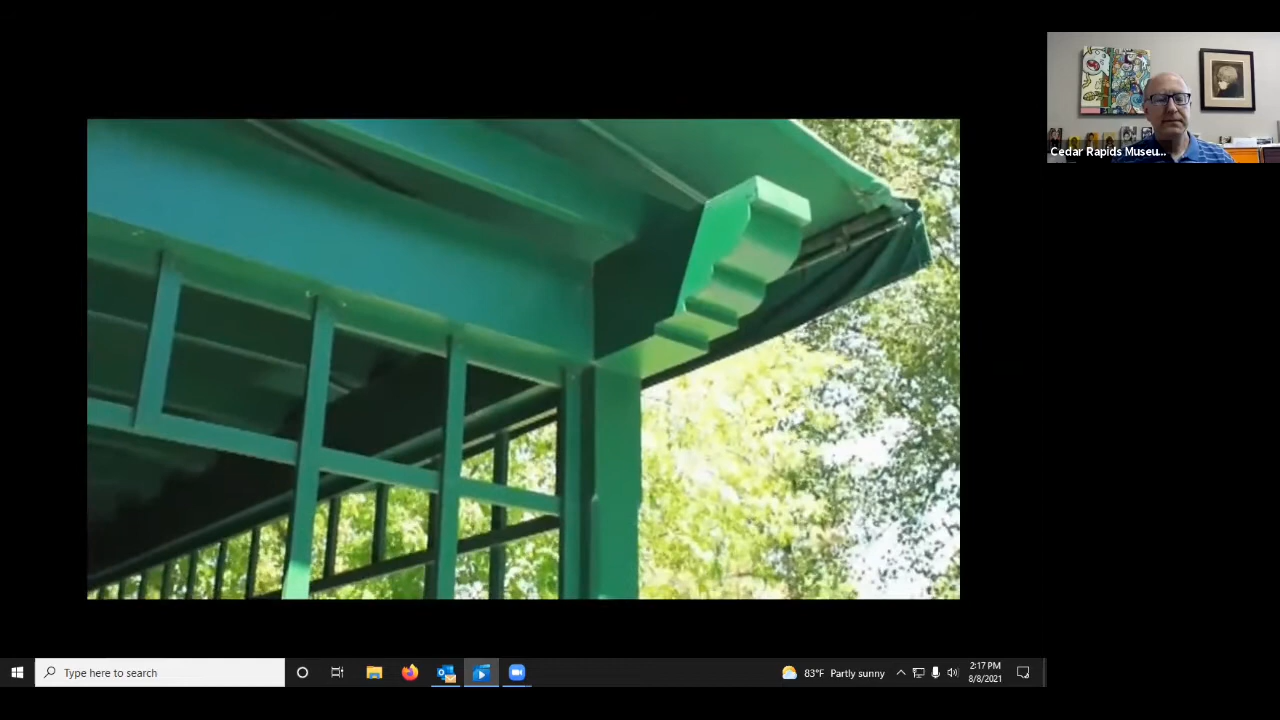 Cedar Rapids Museu...
Type here to search
83°F Partly sunny
2:17 PM
8/8/2021